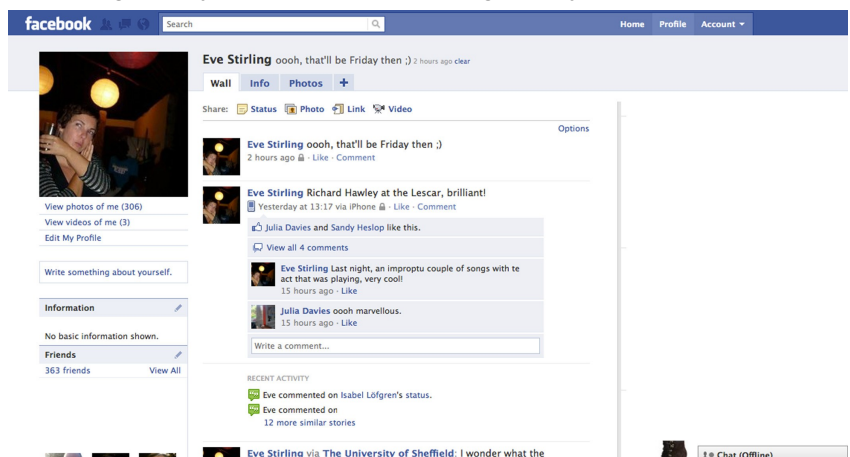 facebook
Search
Home Profile Account
Eve Stirling oooh, that'll be Friday then ;) 2 hours ago clear
Wall Info Photos +
Share: Status Photo Link Video
Options
Eve Stirling oooh, that'll be Friday then ;)
2 hours ago · Like · Comment
Eve Stirling Richard Hawley at the Lescar, brilliant!
Yesterday at 13:17 via iPhone · Like · Comment
Julia Davies and Sandy Heslop like this.
View all 4 comments
Eve Stirling Last night, an improptu couple of songs with te
act that was playing, very cool!
15 hours ago · Like
Julia Davies oooh marvellous.
15 hours ago · Like
Write a comment...
RECENT ACTIVITY
Eve commented on Isabel Löfgren's status.
Eve commented on
12 more similar stories
Eve Stirling via The University of Sheffield: I wonder what the
View photos of me (306)
View videos of me (3)
Edit My Profile
Write something about yourself.
Information
No basic information shown.
Friends
363 friends View All
Chat (Offline)